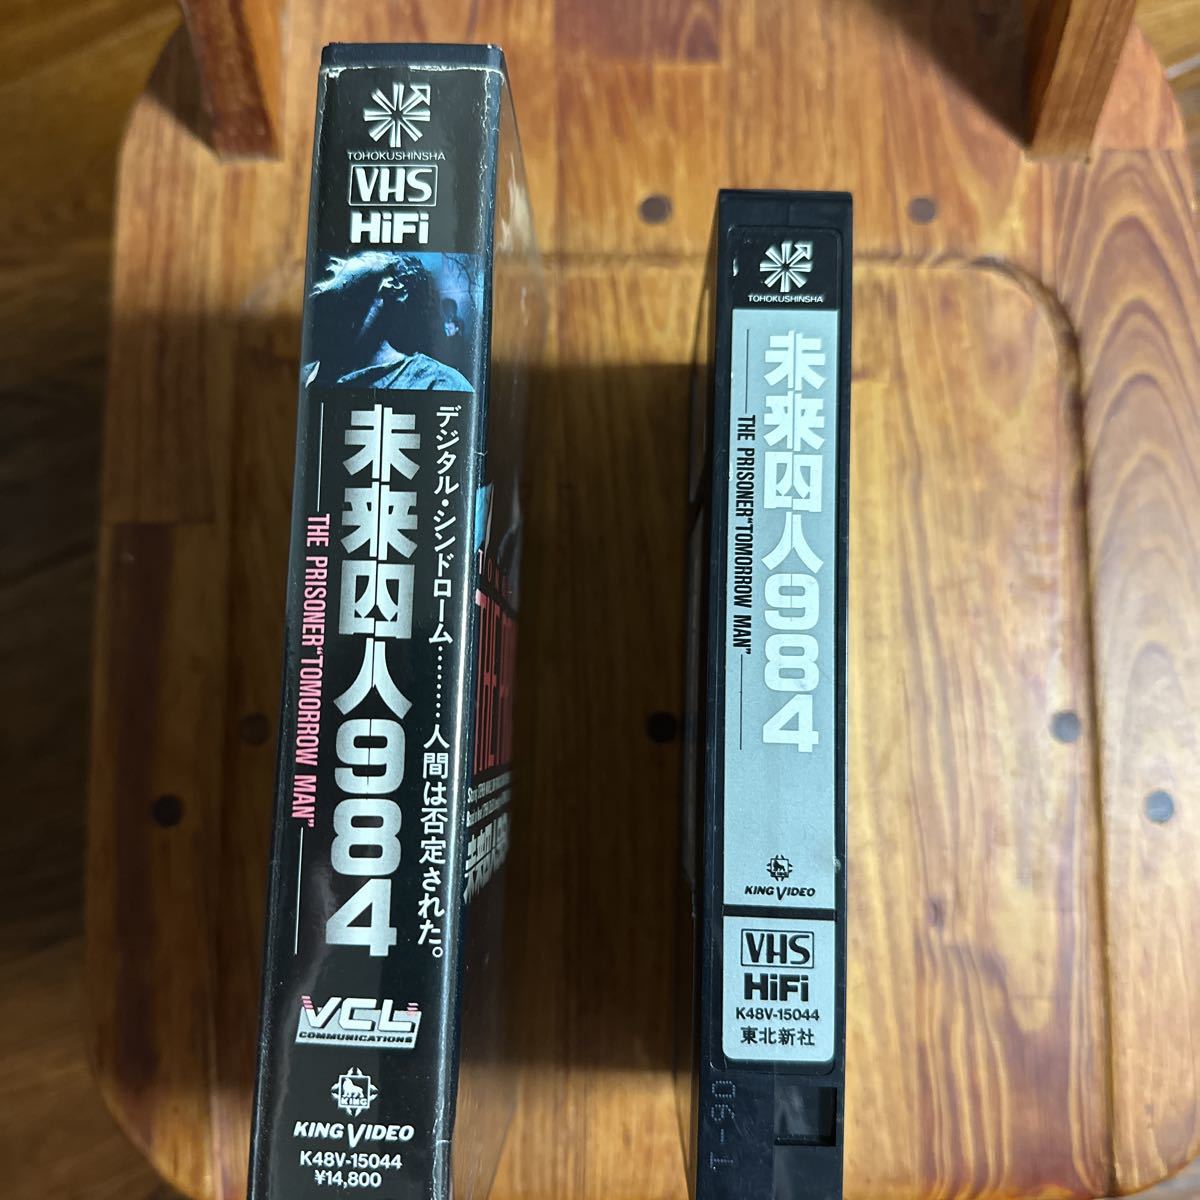 TOHOKUSHINSHA
VHS
HiFi
デジタル・シンドローム………人間は否定された。
未来囚人984
THE PRISONER“TOMORROW MAN”
VCL
COMMUNICATIONS
KING
KING VIDEO
K48V-15044
¥14,800
TOHOKUSHINSHA
未来囚人984
THE PRISONER“TOMORROW MAN”
KING VIDEO
VHS
HiFi
K48V-15044
東北新社